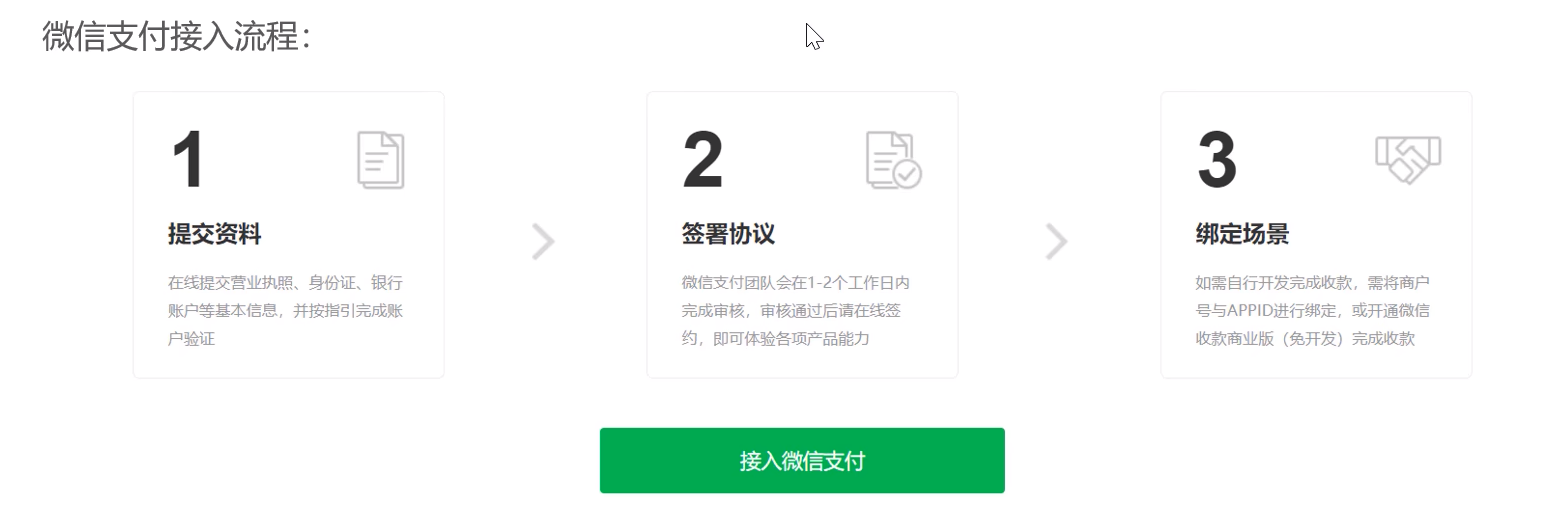 微信支付接入流程：
1
提交资料
在线提交营业执照、身份证、银行
账户等基本信息，并按指引完成账
户验证
2
签署协议
微信支付团队会在1-2个工作日内
完成审核，审核通过后请在线签
约，即可体验各项产品能力
3
绑定场景
如需自行开发完成收款，需将商户
号与APPID进行绑定，或开通微信
收款商业版（免开发）完成收款
接入微信支付